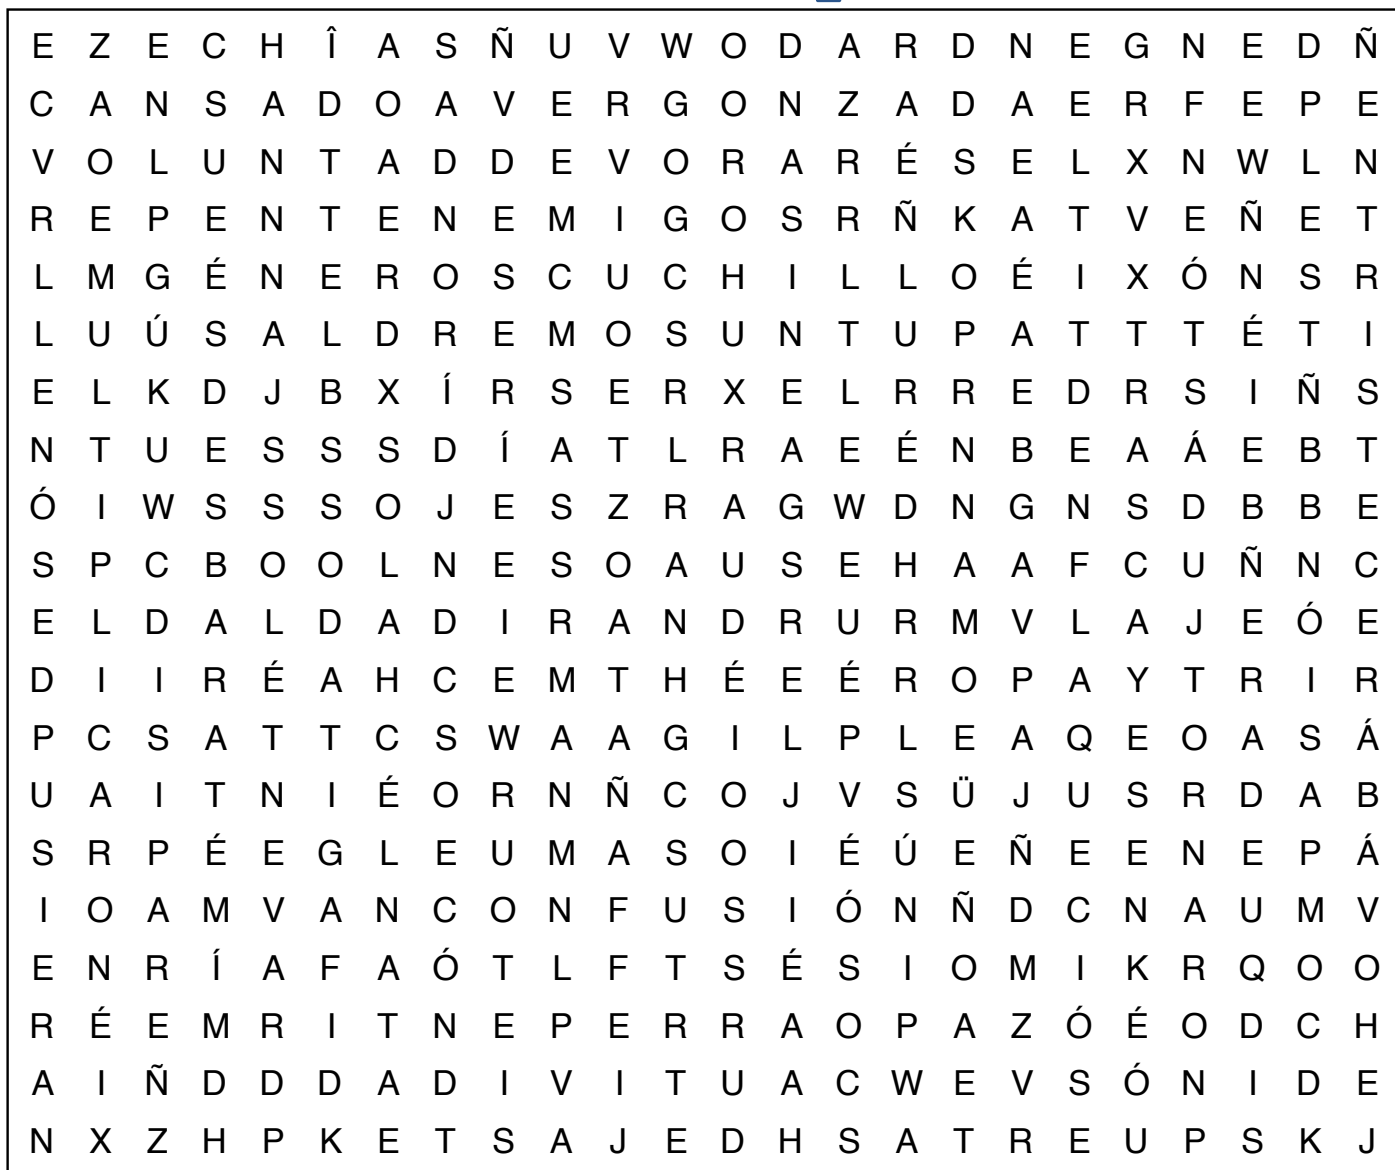 E Z E C H Î A S Ñ U V W O D A R D N E G N E D Ñ
C A N S A D O A V E R G O N Z A D A E R F E P E
V O L U N T A D D E V O R A R É S E L X N W L N
R E P E N T E N E M I G O S R Ñ K A T V E Ñ E T
L M G É N E R O S C U C H I L L O É I X Ó N S R
L U Ú S A L D R E M O S U N T U P A T T T É T I
E L K D J B X Í R S E R X E L R R E D R S I Ñ S
N T U E S S S D Í A T L R A E É N B E A Á E B T
Ó I W S S S O J E S Z R A G W D N G N S D B B E
S P C B O O L N E S O A U S E H A A F C U Ñ N C
E L D A L D A D I R A N D R U R M V L A J E Ó E
D I I R É A H C E M T H É E É R O P A Y T R I R
P C S A T T C S W A A G I L P L E A Q E O A S Á
U A I T N I É O R N Ñ C O J V S Ü J U S R D A B
S R P É E G L E U M A S O I É Ú E Ñ E E N E P Á
I O A M V A N C O N F U S I Ó N Ñ D C N A U M V
E N R Í A F A Ó T L F T S É S I O M I K R Q O O
R É E M R I T N E P E R R A O P A Z Ó É O D C H
A I Ñ D D D A D I V I T U A C W E V S Ó N I D E
N X Z H P K E T S A J E D H S A T R E U P S K J